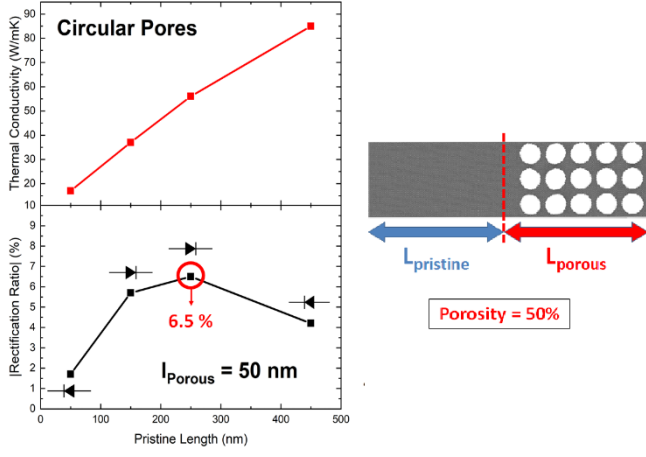 Circular Pores
Thermal Conductivity (W/mK)
90
80
70
60
50
40
30
20
10
|Rectification Ratio| (%)
9
8
7
6
5
4
3
2
1
0
6.5 %
lPorous = 50 nm
0 100 200 300 400 500
Pristine Length (nm)
Lpristine
Lporous
Porosity = 50%